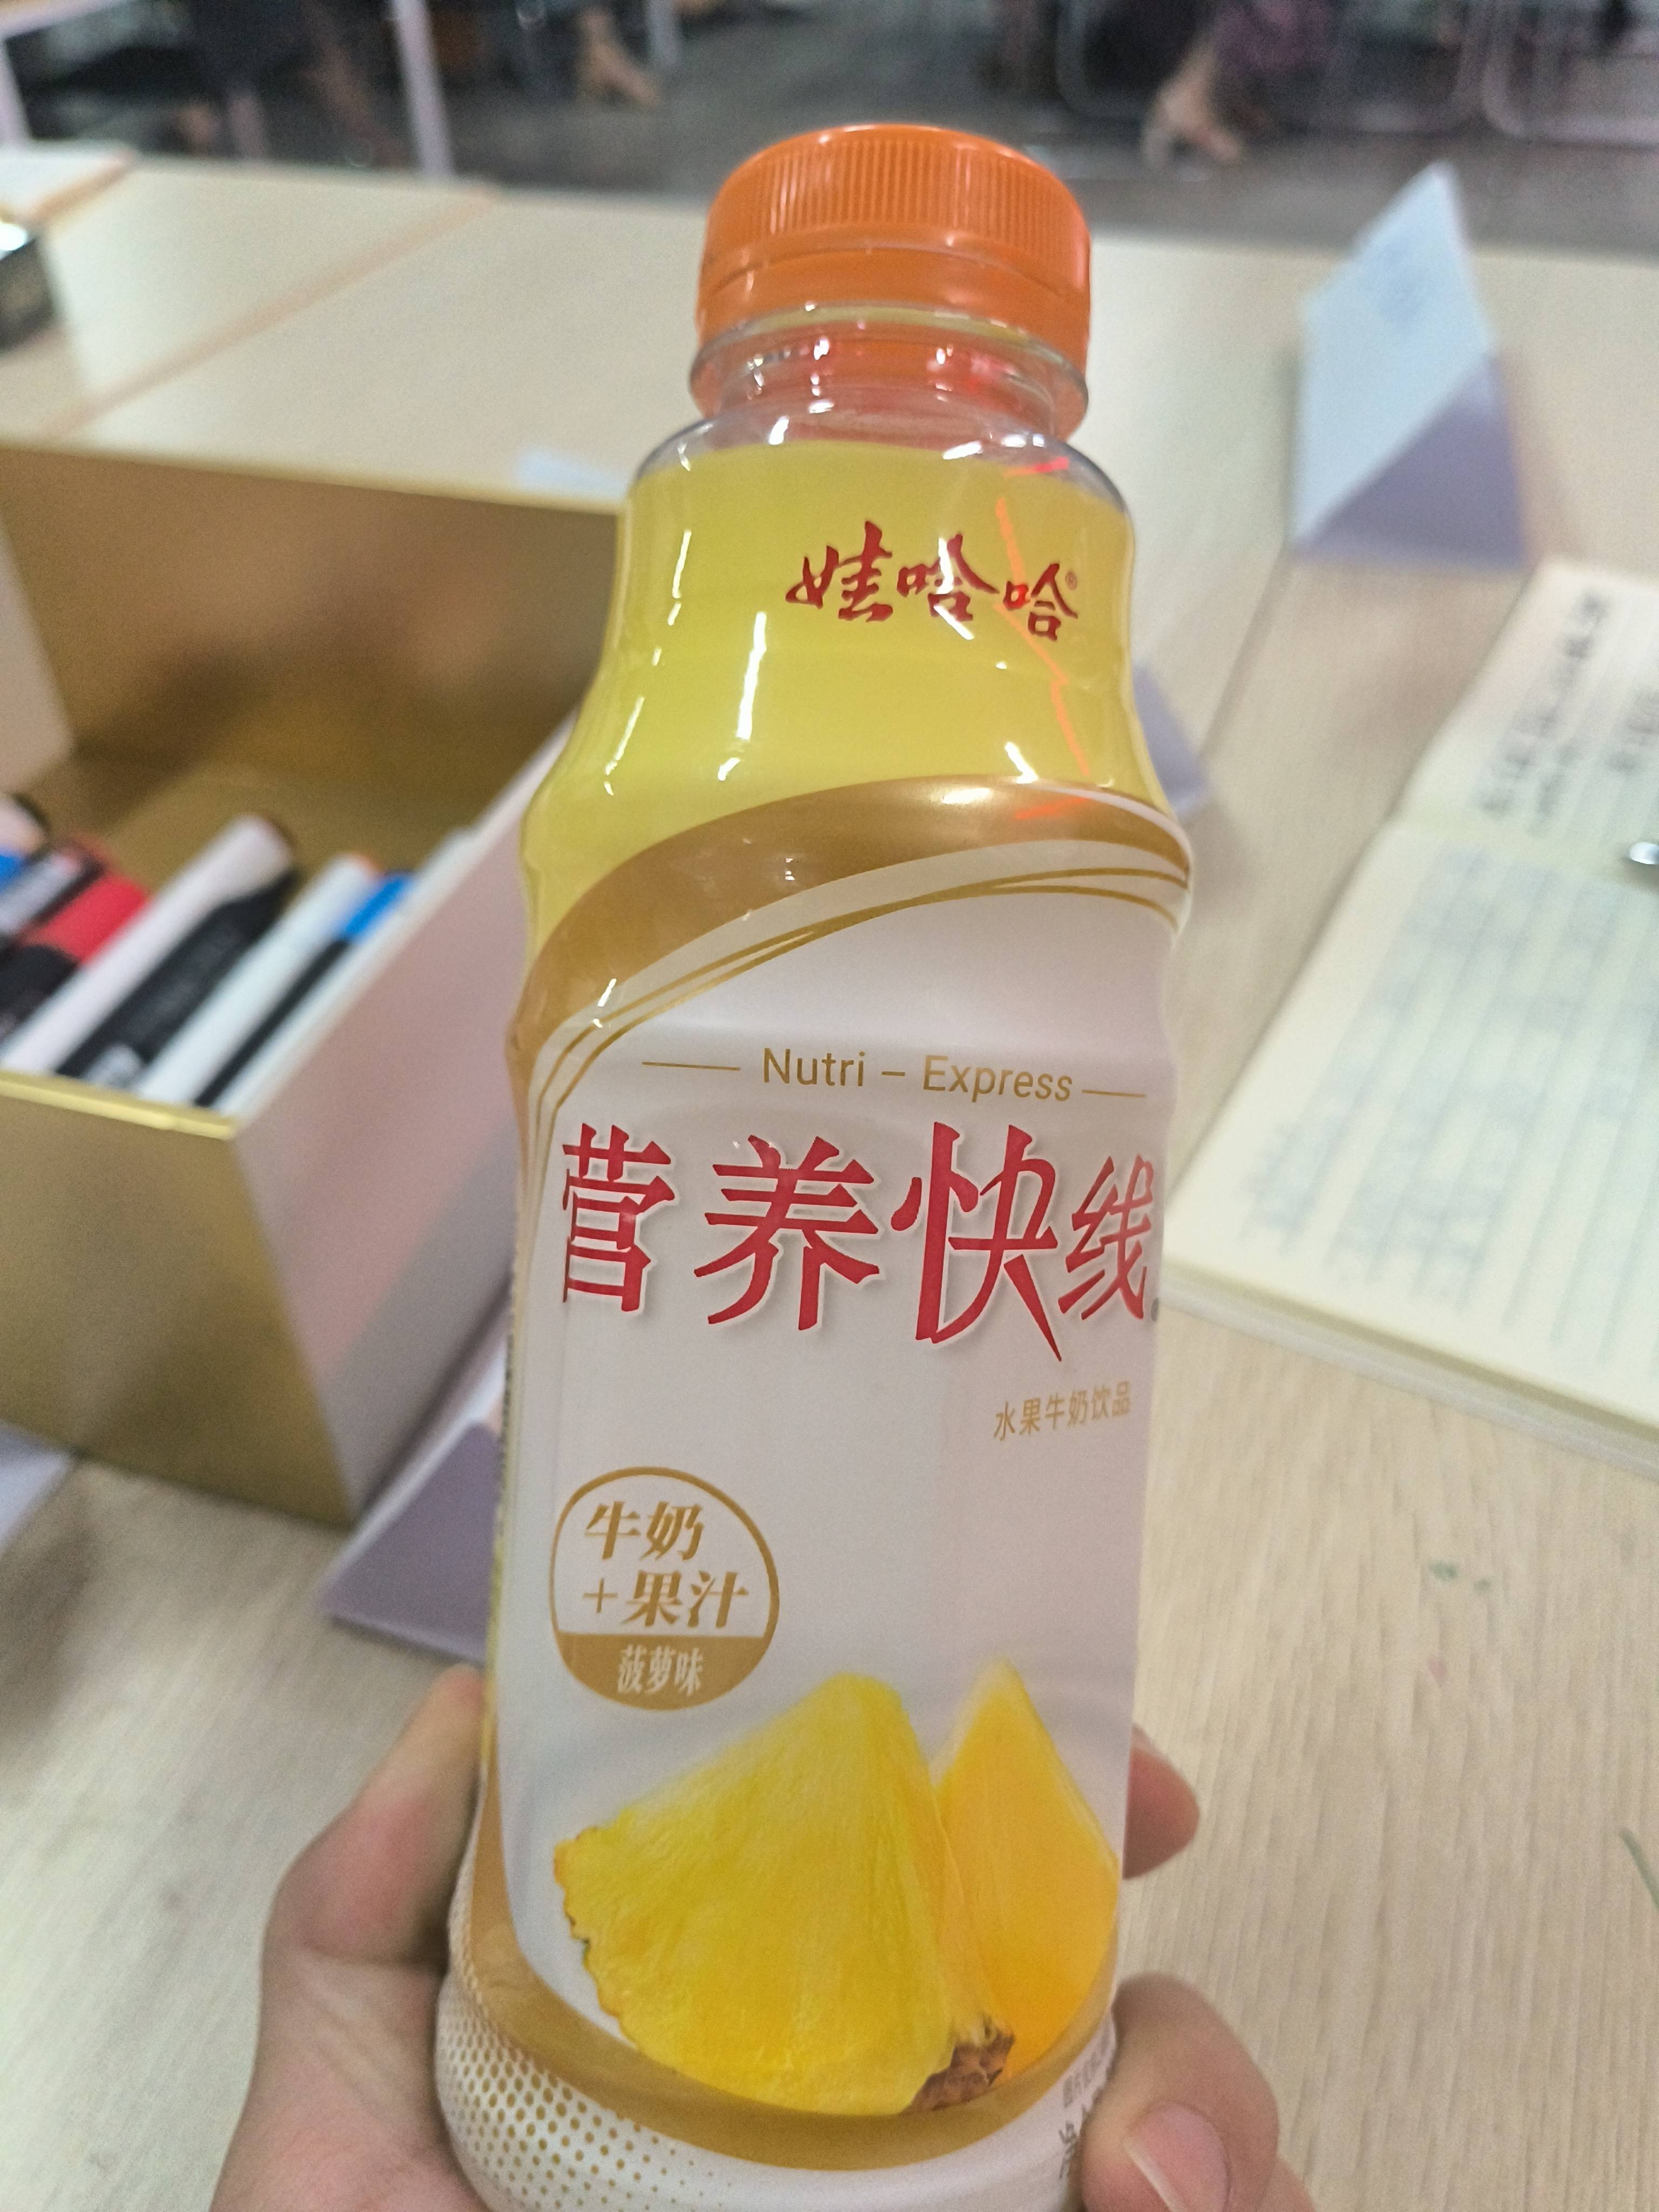 娃哈哈®
Nutri – Express
营养快线
水果牛奶饮品
牛奶
+果汁
菠萝味